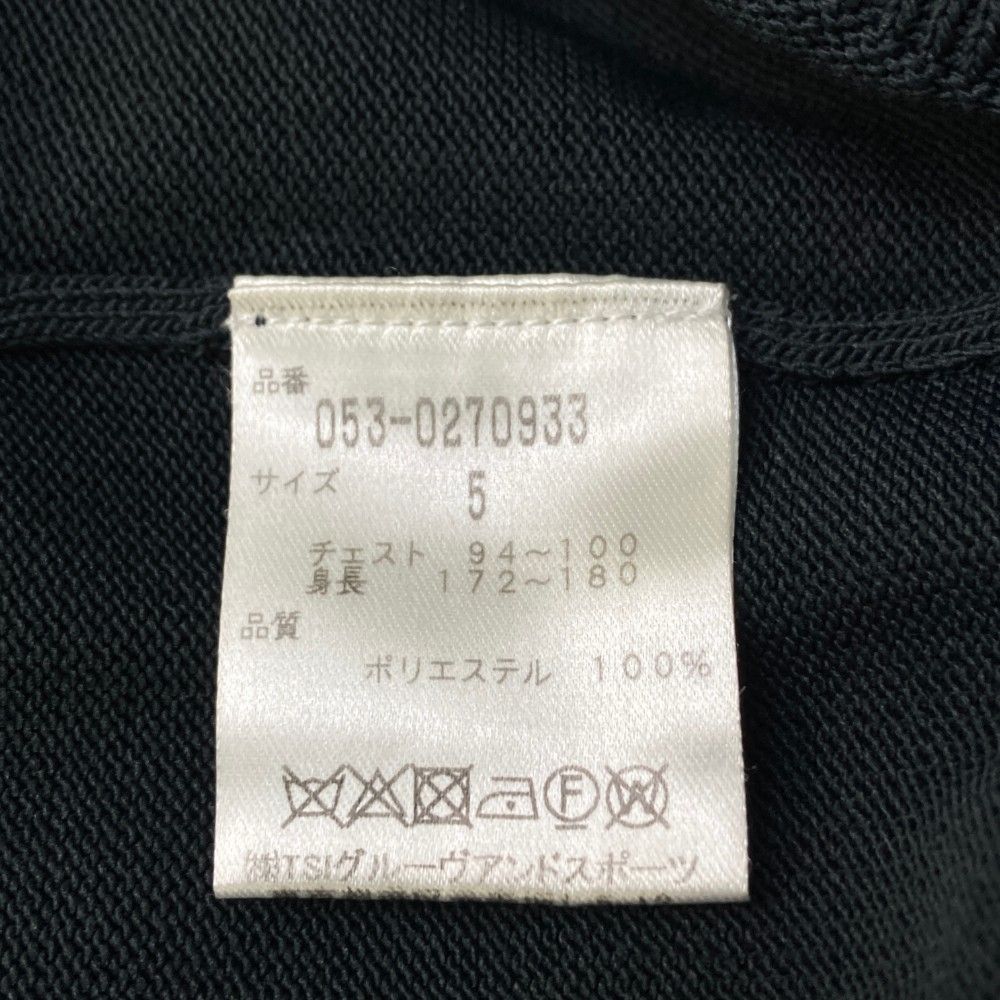 品番
053-0270933
サイズ 5
チェスト 94～100
身長 172～180
品質
ポリエステル 100%
F W
㈱TSIグルーヴアンドスポーツ